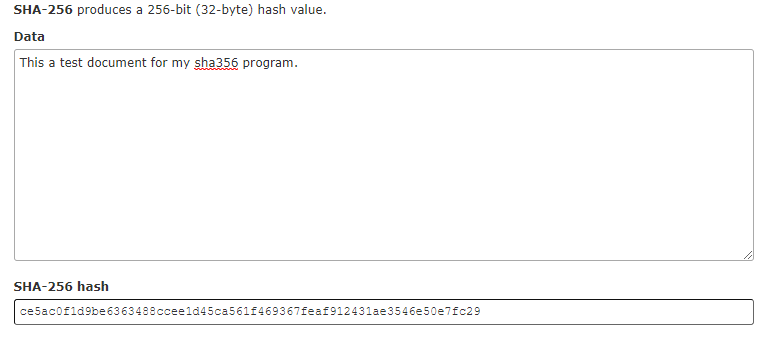 SHA-256 produces a 256-bit (32-byte) hash value.
Data
This a test document for my sha356 program.
SHA-256 hash
ce5ac0f1d9be6363488ccee1d45ca561f469367feaf912431ae3546e50e7fc29